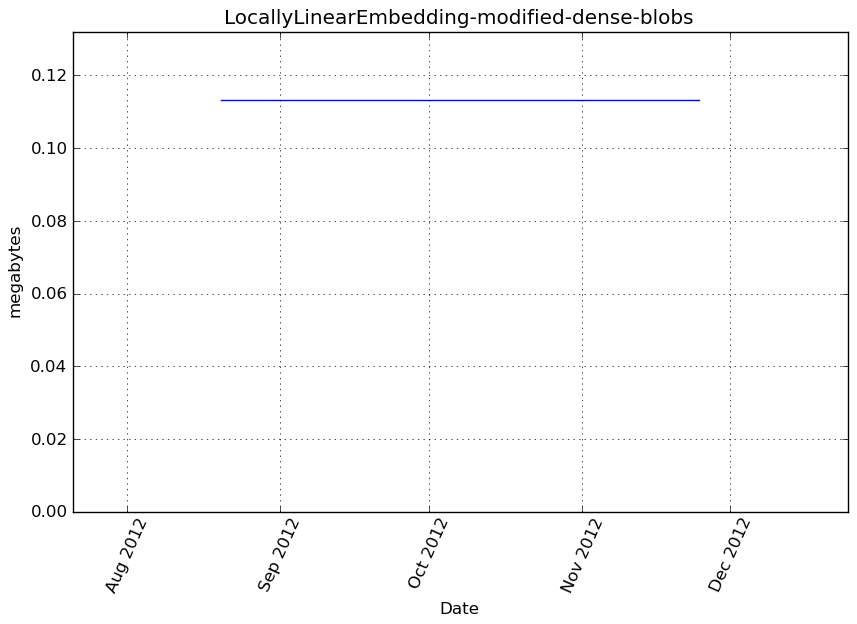 LocallyLinearEmbedding-modified-dense-blobs
megabytes
0.12
0.10
0.08
0.06
0.04
0.02
0.00
Aug 2012
Sep 2012
Oct 2012
Nov 2012
Dec 2012
Date